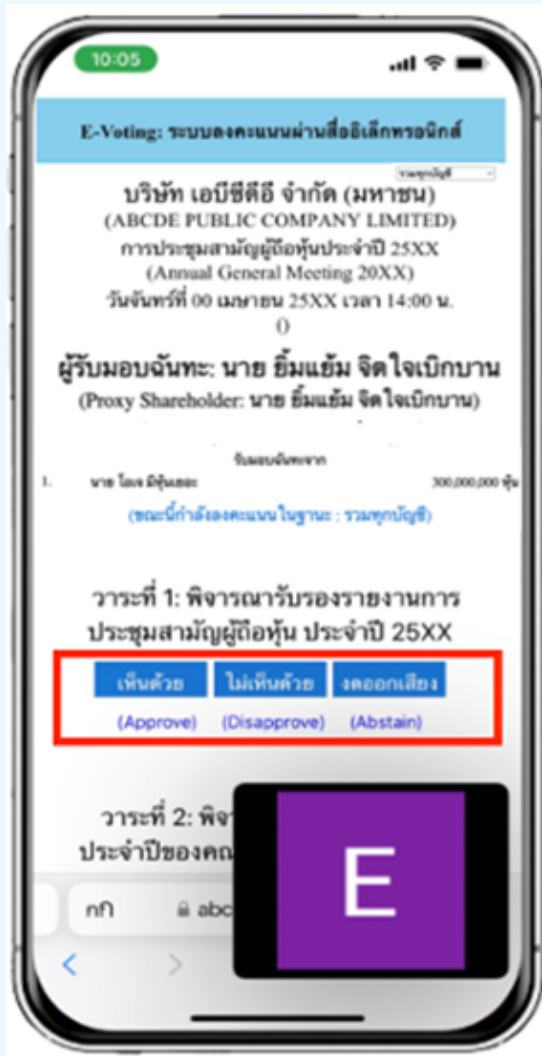 10:05
E-Voting: ระบบลงคะแนนผ่านสื่ออิเล็กทรอนิกส์
รวมทุกบัญชี
บริษัท เอบีซีดีอี จำกัด (มหาชน)
(ABCDE PUBLIC COMPANY LIMITED)
การประชุมสามัญผู้ถือหุ้นประจำปี 25XX
(Annual General Meeting 20XX)
วันจันทร์ที่ 00 เมษายน 25XX เวลา 14:00 น.
()
ผู้รับมอบฉันทะ: นาย ยิ้มแย้ม จิตใจเบิกบาน
(Proxy Shareholder: นาย ยิ้มแย้ม จิตใจเบิกบาน)
รับมอบฉันทะจาก
1. นาย โอเจ มีหุ้นเยอะ 300,000,000 หุ้น
(ขณะนี้กำลังลงคะแนนในฐานะ : รวมทุกบัญชี)
วาระที่ 1: พิจารณารับรองรายงานการ
ประชุมสามัญผู้ถือหุ้น ประจำปี 25XX
เห็นด้วย ไม่เห็นด้วย งดออกเสียง
(Approve) (Disapprove) (Abstain)
วาระที่ 2: พิจ
ประจำปีของคณ
E
กก abc